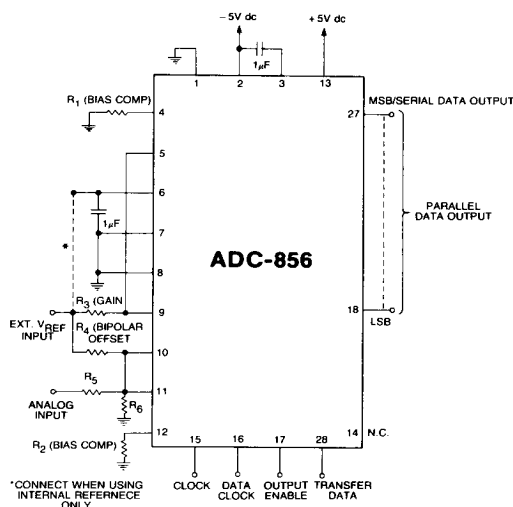 – 5V dc
+ 5V dc
1µF
1
2
3
13
R1 (BIAS COMP)
4
27
MSB/SERIAL DATA OUTPUT
5
6
1µF
7
PARALLEL
DATA OUTPUT
*
8
ADC-856
R3 (GAIN
9
18
LSB
EXT. VREF
INPUT
R4 (BIPOLAR
OFFSET
10
R5
11
ANALOG
INPUT
R6
12
14
N.C.
R2 (BIAS COMP)
15
16
17
28
*CONNECT WHEN USING
INTERNAL REFERNECE
ONLY
CLOCK
DATA
CLOCK
OUTPUT
ENABLE
TRANSFER
DATA